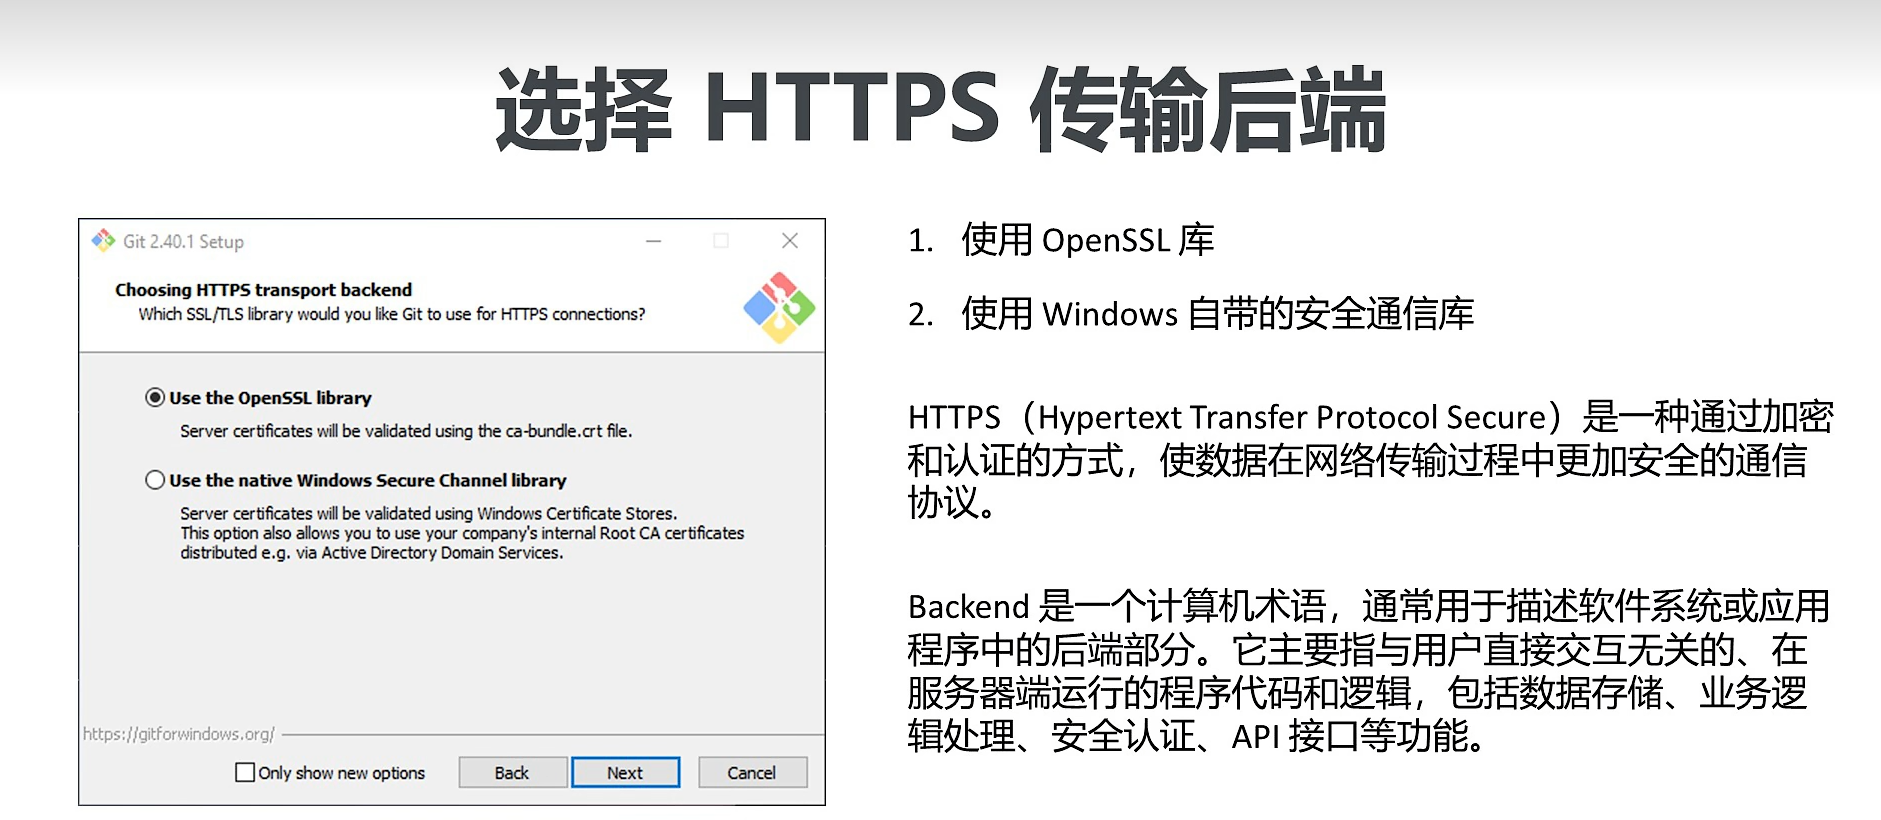 选择 HTTPS 传输后端
Git 2.40.1 Setup
Choosing HTTPS transport backend
Which SSL/TLS library would you like Git to use for HTTPS connections?
Use the OpenSSL library
Server certificates will be validated using the ca-bundle.crt file.
Use the native Windows Secure Channel library
Server certificates will be validated using Windows Certificate Stores.
This option also allows you to use your company's internal Root CA certificates
distributed e.g. via Active Directory Domain Services.
https://gitforwindows.org/
Only show new options
Back
Next
Cancel
1. 使用 OpenSSL 库
2. 使用 Windows 自带的安全通信库
HTTPS（Hypertext Transfer Protocol Secure）是一种通过加密
和认证的方式，使数据在网络传输过程中更加安全的通信
协议。
Backend 是一个计算机术语，通常用于描述软件系统或应用
程序中的后端部分。它主要指与用户直接交互无关的、在
服务器端运行的程序代码和逻辑，包括数据存储、业务逻
辑处理、安全认证、API 接口等功能。